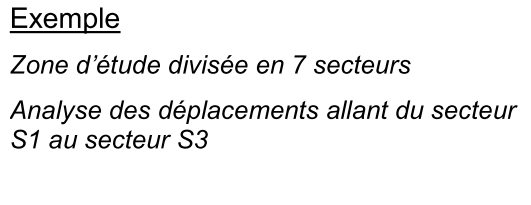 Exemple
Zone d’étude divisée en 7 secteurs
Analyse des déplacements allant du secteur
S1 au secteur S3